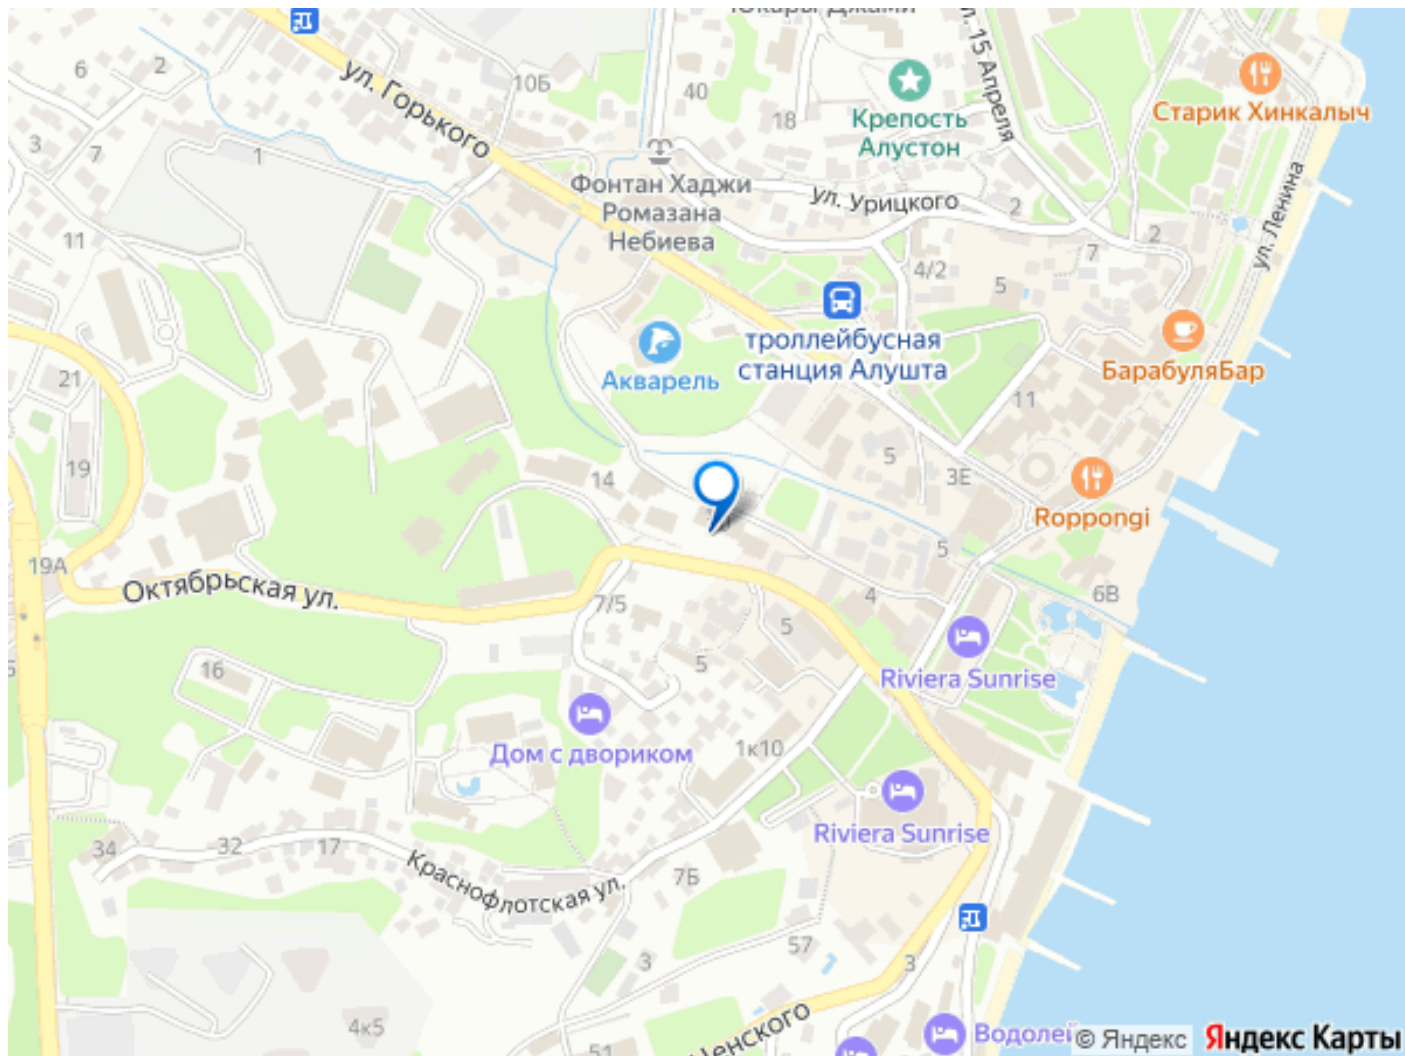 Юкары Джами
ул. 15 Апреля
6
2
10Б
40
ул. Горького
Крепость
Алустон
Старик Хинкалыч
18
3
7
1
Фонтан Хаджи
Ромазана
Небиева
ул. Урицкого
2
2
ул. Ленина
11
7
4/2
5
троллейбусная
станция Алушта
Акварель
БарабуляБар
21
11
19
14
5
3Е
Roppongi
19А
Октябрьская ул.
5
7/5
4
6В
5
16
5
Riviera Sunrise
Дом с двориком
1к10
Riviera Sunrise
34
32
17
Краснофлотская ул.
7Б
57
3
3
4к5
51
Ценского
Водолей
© Яндекс
Яндекс Карты